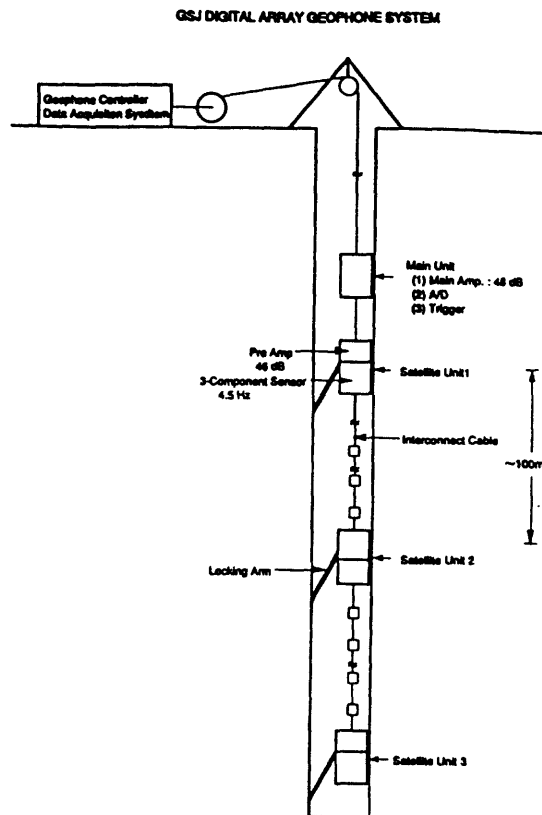 GSJ DIGITAL ARRAY GEOPHONE SYSTEM
Geophone Controller
Data Acquisiton Sysdtem
Main Unit
(1) Main Amp. : 48 dB
(2) A/D
(3) Trigger
Pre Amp
46 dB
3-Component Sensor
4.5 Hz
Satellite Unit1
Interconnect Cable
~100m
Locking Arm
Satellite Unit 2
Satellite Unit 3